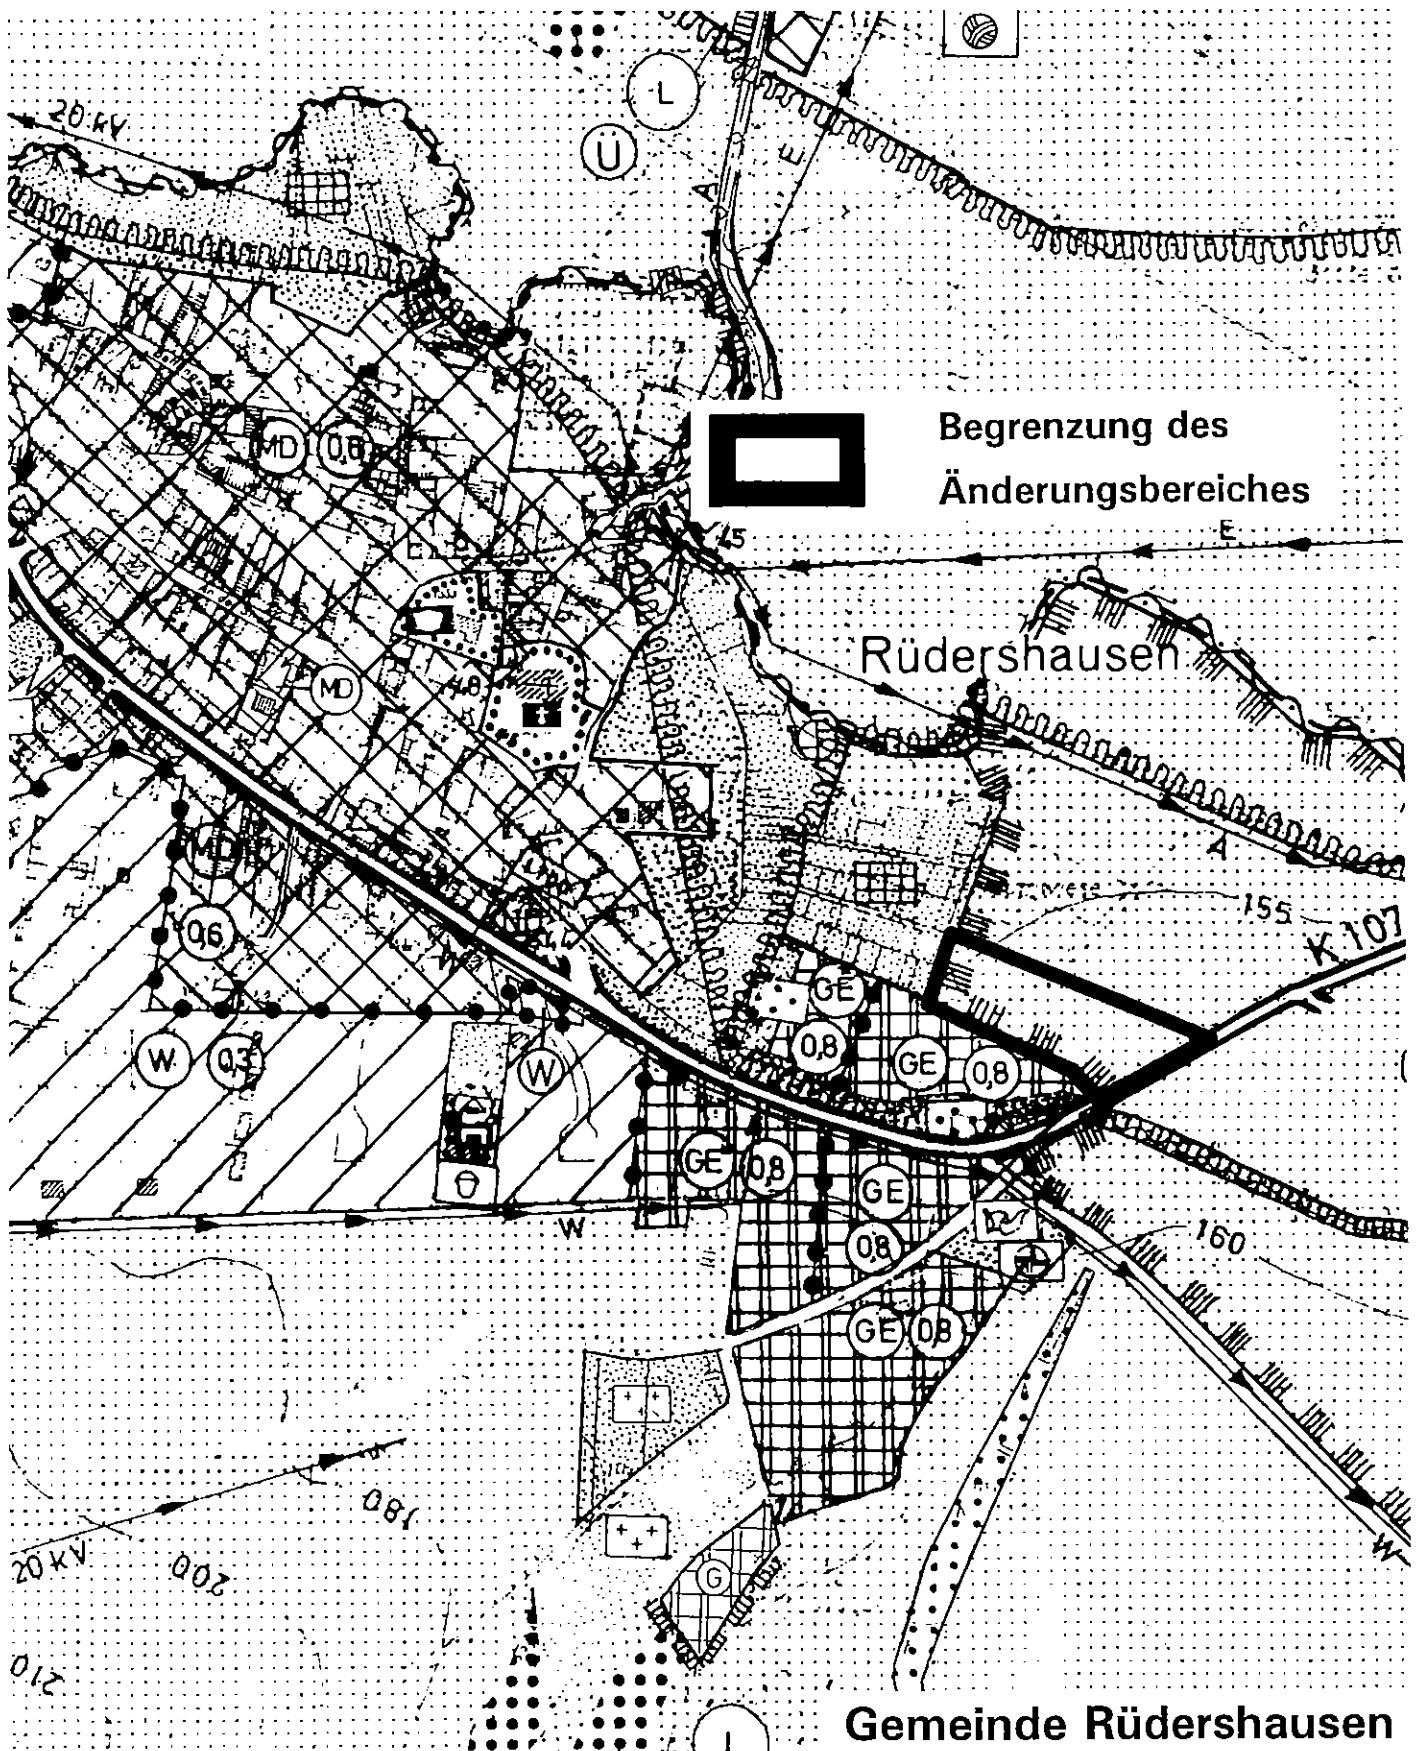 L
20 kV
U
A
E
Begrenzung des
Änderungsbereiches
MD 0,6
E
Rüdershausen
MD
A
155
K 107
MD
0,6
GE
W 0,3
W
0,8
GE 0,8
GE 0,8
GE
W
0,8
160
GE 0,8
180
20 kV
200
G
W
210
L
Gemeinde Rüdershausen